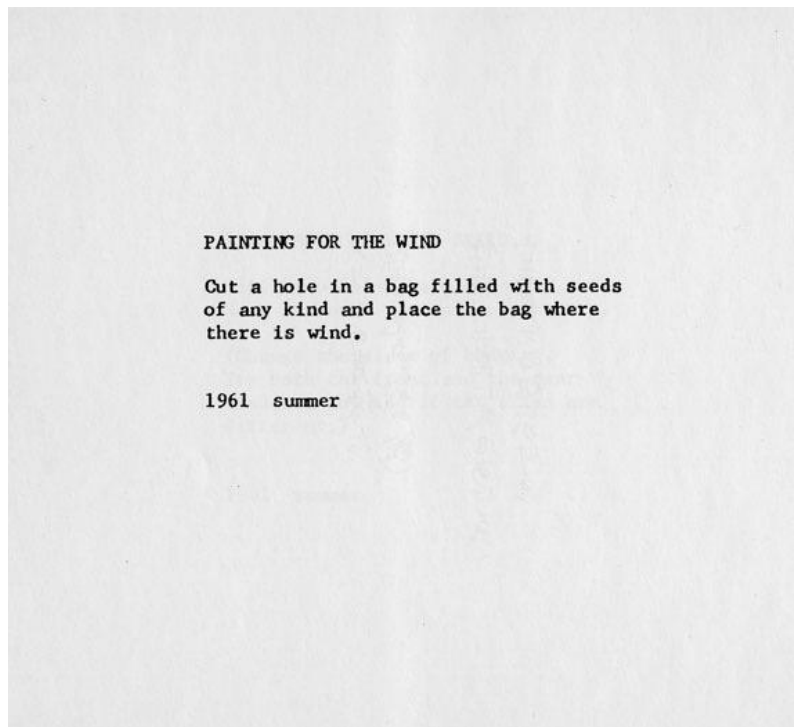 PAINTING FOR THE WIND
Cut a hole in a bag filled with seeds
of any kind and place the bag where
there is wind.
1961 summer